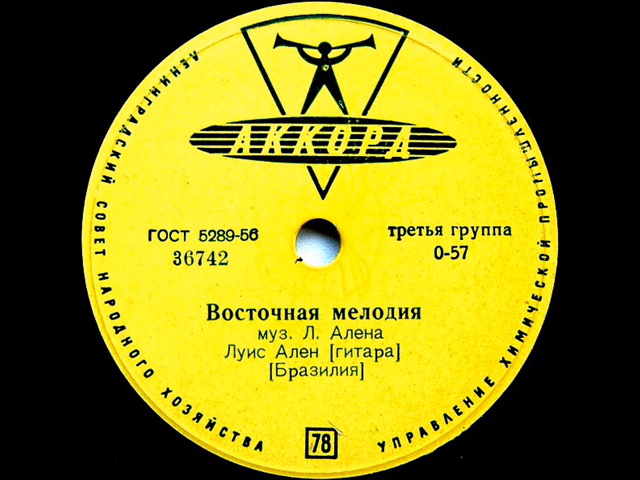 ЛЕНИНГРАДСКИЙ СОВЕТ НАРОДНОГО ХОЗЯЙСТВА
УПРАВЛЕНИЕ ХИМИЧЕСКОЙ ПРОМЫШЛЕННОСТИ
АККОРД
ГОСТ 5289-56
36742
третья группа
0-57
Восточная мелодия
муз. Л. Алена
Луис Ален [гитара]
[Бразилия]
78